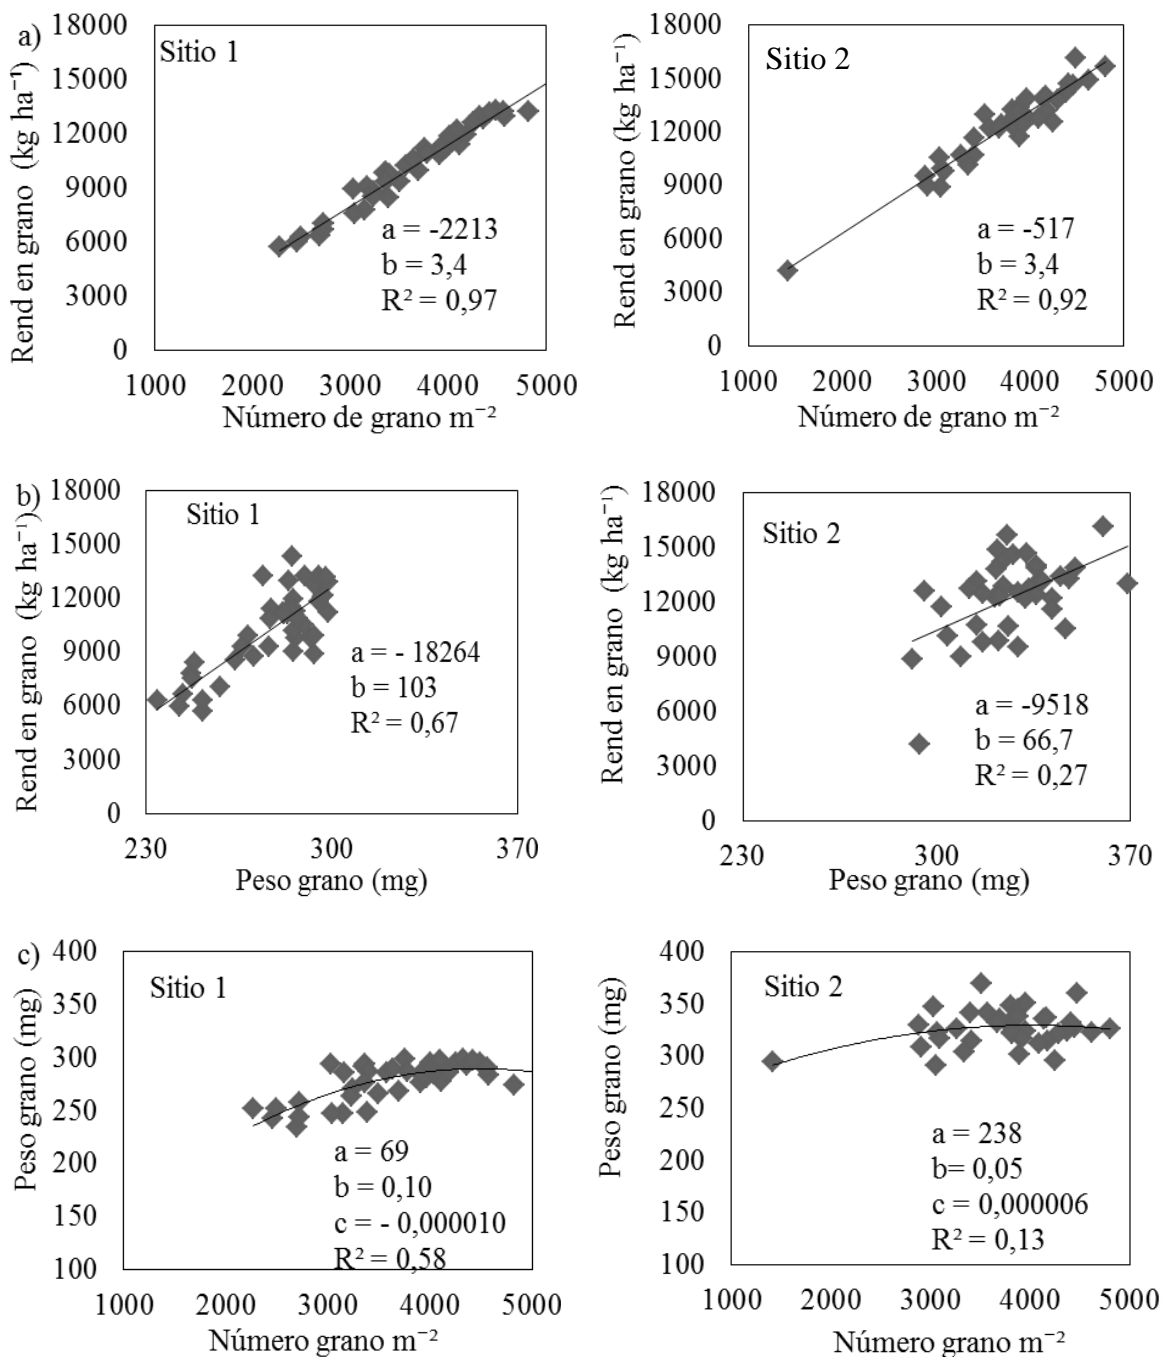 a)
Sitio 1
Rend en grano (kg ha⁻¹)
18000
15000
12000
9000
6000
3000
0
a = -2213
b = 3,4
R² = 0,97
1000 2000 3000 4000 5000
Número de grano m⁻²
Sitio 2
Rend en grano (kg ha⁻¹)
18000
15000
12000
9000
6000
3000
0
a = -517
b = 3,4
R² = 0,92
1000 2000 3000 4000 5000
Número de grano m⁻²
b)
Sitio 1
Rend en grano (kg ha⁻¹)
18000
15000
12000
9000
6000
3000
0
a = - 18264
b = 103
R² = 0,67
230 300 370
Peso grano (mg)
Sitio 2
Rend en grano (kg ha⁻¹)
18000
15000
12000
9000
6000
3000
0
a = -9518
b = 66,7
R² = 0,27
230 300 370
Peso grano (mg)
c)
Sitio 1
Peso grano (mg)
400
350
300
250
200
150
100
a = 69
b = 0,10
c = - 0,000010
R² = 0,58
1000 2000 3000 4000 5000
Número grano m⁻²
Sitio 2
Peso grano (mg)
400
350
300
250
200
150
100
a = 238
b= 0,05
c = 0,000006
R² = 0,13
1000 2000 3000 4000 5000
Número grano m⁻²